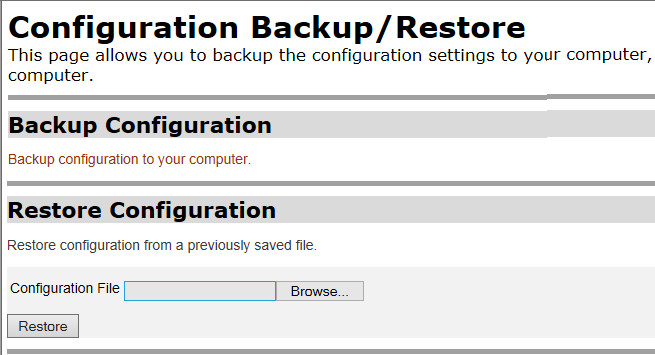 Configuration Backup/Restore
This page allows you to backup the configuration settings to your computer,
computer.
Backup Configuration
Backup configuration to your computer.
Restore Configuration
Restore configuration from a previously saved file.
Configuration File Browse...
Restore